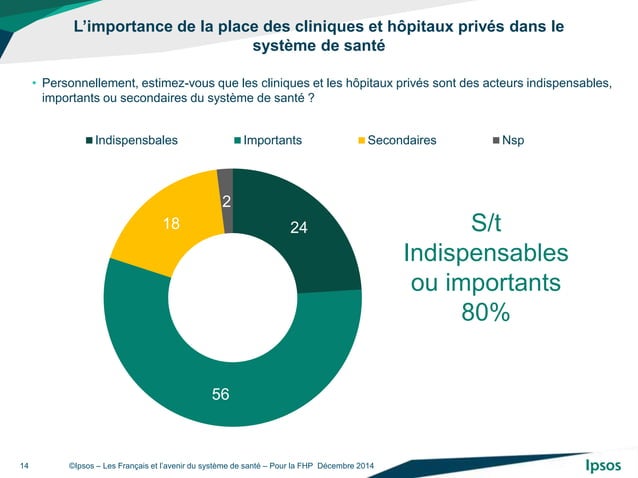 L’importance de la place des cliniques et hôpitaux privés dans le
système de santé
• Personnellement, estimez-vous que les cliniques et les hôpitaux privés sont des acteurs indispensables,
importants ou secondaires du système de santé ?
Indispensbales Importants Secondaires Nsp
2
18
24
56
S/t
Indispensables
ou importants
80%
14 ©Ipsos – Les Français et l’avenir du système de santé – Pour la FHP Décembre 2014
Ipsos